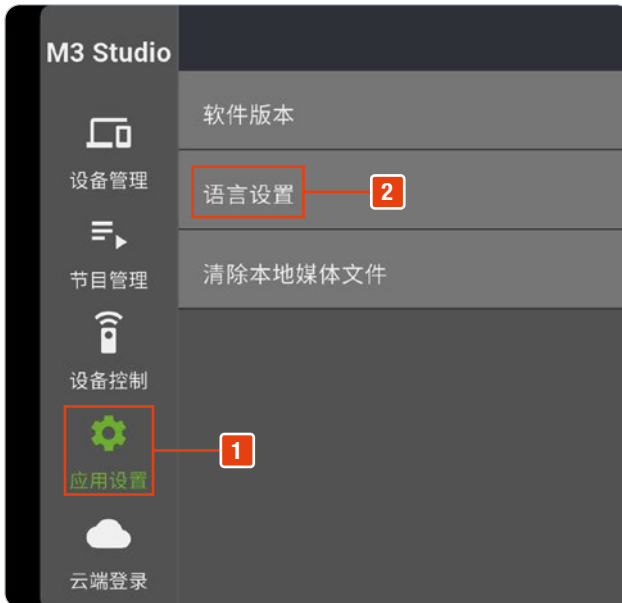 M3 Studio
设备管理
节目管理
设备控制
应用设置
云端登录
软件版本
语言设置
清除本地媒体文件
1
2